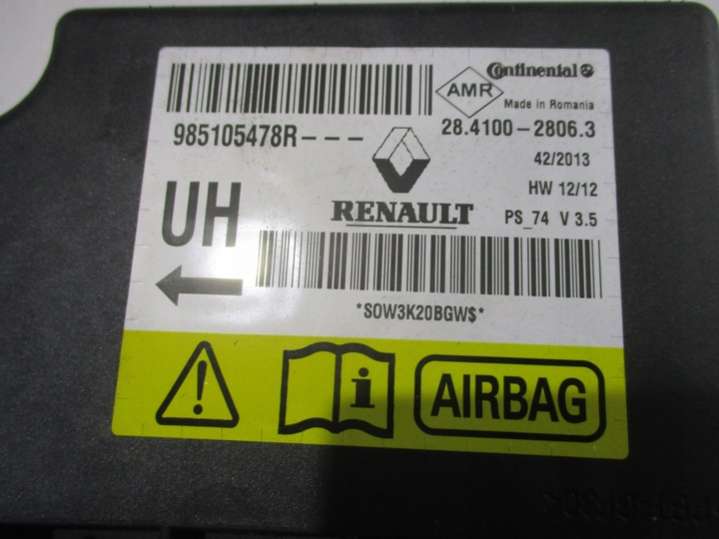 Continental
AMR
Made in Romania
985105478R---
28.4100-2806.3
42/2013
HW 12/12
UH
RENAULT
PS_74 V 3.5
*S0W3K20BGW$*
AIRBAG